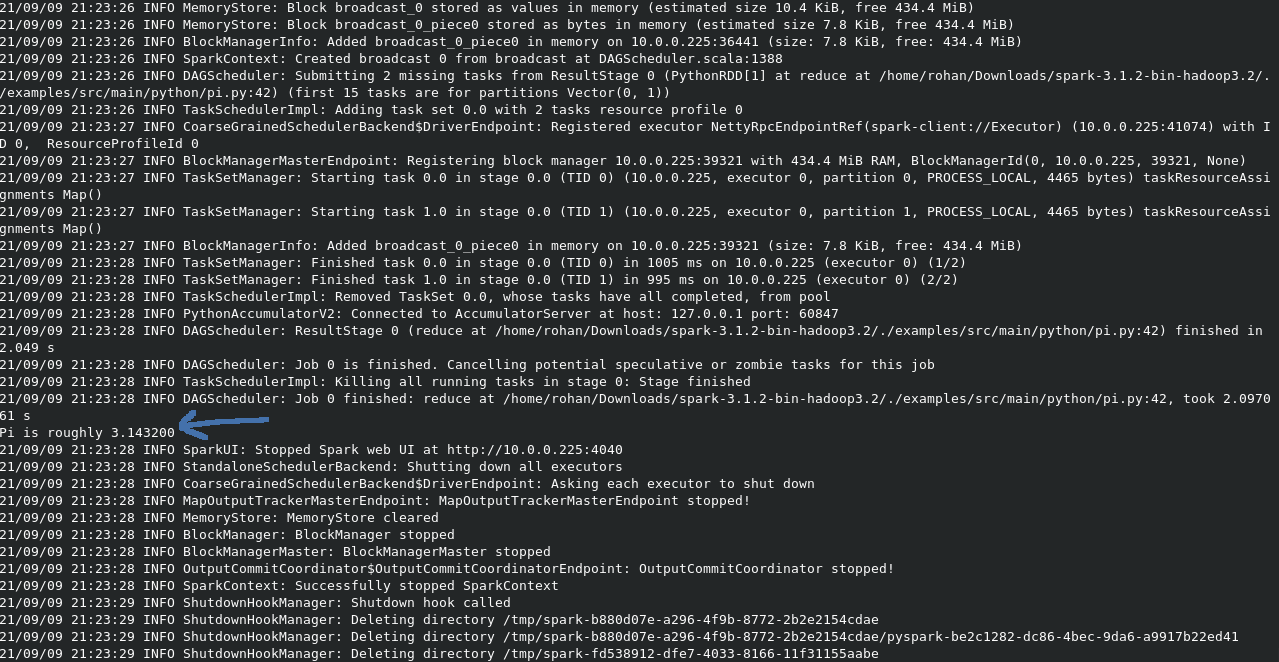 21/09/09 21:23:26 INFO MemoryStore: Block broadcast_0 stored as values in memory (estimated size 10.4 KiB, free 434.4 MiB)
21/09/09 21:23:26 INFO MemoryStore: Block broadcast_0_piece0 stored as bytes in memory (estimated size 7.8 KiB, free 434.4 MiB)
21/09/09 21:23:26 INFO BlockManagerInfo: Added broadcast_0_piece0 in memory on 10.0.0.225:36441 (size: 7.8 KiB, free: 434.4 MiB)
21/09/09 21:23:26 INFO SparkContext: Created broadcast 0 from broadcast at DAGScheduler.scala:1388
21/09/09 21:23:26 INFO DAGScheduler: Submitting 2 missing tasks from ResultStage 0 (PythonRDD[1] at reduce at /home/rohan/Downloads/spark-3.1.2-bin-hadoop3.2/.
/examples/src/main/python/pi.py:42) (first 15 tasks are for partitions Vector(0, 1))
21/09/09 21:23:26 INFO TaskSchedulerImpl: Adding task set 0.0 with 2 tasks resource profile 0
21/09/09 21:23:27 INFO CoarseGrainedSchedulerBackend$DriverEndpoint: Registered executor NettyRpcEndpointRef(spark-client://Executor) (10.0.0.225:41074) with I
D 0,  ResourceProfileId 0
21/09/09 21:23:27 INFO BlockManagerMasterEndpoint: Registering block manager 10.0.0.225:39321 with 434.4 MiB RAM, BlockManagerId(0, 10.0.0.225, 39321, None)
21/09/09 21:23:27 INFO TaskSetManager: Starting task 0.0 in stage 0.0 (TID 0) (10.0.0.225, executor 0, partition 0, PROCESS_LOCAL, 4465 bytes) taskResourceAssi
gnments Map()
21/09/09 21:23:27 INFO TaskSetManager: Starting task 1.0 in stage 0.0 (TID 1) (10.0.0.225, executor 0, partition 1, PROCESS_LOCAL, 4465 bytes) taskResourceAssi
gnments Map()
21/09/09 21:23:27 INFO BlockManagerInfo: Added broadcast_0_piece0 in memory on 10.0.0.225:39321 (size: 7.8 KiB, free: 434.4 MiB)
21/09/09 21:23:28 INFO TaskSetManager: Finished task 0.0 in stage 0.0 (TID 0) in 1005 ms on 10.0.0.225 (executor 0) (1/2)
21/09/09 21:23:28 INFO TaskSetManager: Finished task 1.0 in stage 0.0 (TID 1) in 995 ms on 10.0.0.225 (executor 0) (2/2)
21/09/09 21:23:28 INFO TaskSchedulerImpl: Removed TaskSet 0.0, whose tasks have all completed, from pool
21/09/09 21:23:28 INFO PythonAccumulatorV2: Connected to AccumulatorServer at host: 127.0.0.1 port: 60847
21/09/09 21:23:28 INFO DAGScheduler: ResultStage 0 (reduce at /home/rohan/Downloads/spark-3.1.2-bin-hadoop3.2/./examples/src/main/python/pi.py:42) finished in
2.049 s
21/09/09 21:23:28 INFO DAGScheduler: Job 0 is finished. Cancelling potential speculative or zombie tasks for this job
21/09/09 21:23:28 INFO TaskSchedulerImpl: Killing all running tasks in stage 0: Stage finished
21/09/09 21:23:28 INFO DAGScheduler: Job 0 finished: reduce at /home/rohan/Downloads/spark-3.1.2-bin-hadoop3.2/./examples/src/main/python/pi.py:42, took 2.0970
61 s
Pi is roughly 3.143200
21/09/09 21:23:28 INFO SparkUI: Stopped Spark web UI at http://10.0.0.225:4040
21/09/09 21:23:28 INFO StandaloneSchedulerBackend: Shutting down all executors
21/09/09 21:23:28 INFO CoarseGrainedSchedulerBackend$DriverEndpoint: Asking each executor to shut down
21/09/09 21:23:28 INFO MapOutputTrackerMasterEndpoint: MapOutputTrackerMasterEndpoint stopped!
21/09/09 21:23:28 INFO MemoryStore: MemoryStore cleared
21/09/09 21:23:28 INFO BlockManager: BlockManager stopped
21/09/09 21:23:28 INFO BlockManagerMaster: BlockManagerMaster stopped
21/09/09 21:23:28 INFO OutputCommitCoordinator$OutputCommitCoordinatorEndpoint: OutputCommitCoordinator stopped!
21/09/09 21:23:28 INFO SparkContext: Successfully stopped SparkContext
21/09/09 21:23:29 INFO ShutdownHookManager: Shutdown hook called
21/09/09 21:23:29 INFO ShutdownHookManager: Deleting directory /tmp/spark-b880d07e-a296-4f9b-8772-2b2e2154cdae
21/09/09 21:23:29 INFO ShutdownHookManager: Deleting directory /tmp/spark-b880d07e-a296-4f9b-8772-2b2e2154cdae/pyspark-be2c1282-dc86-4bec-9da6-a9917b22ed41
21/09/09 21:23:29 INFO ShutdownHookManager: Deleting directory /tmp/spark-fd538912-dfe7-4033-8166-11f31155aabe